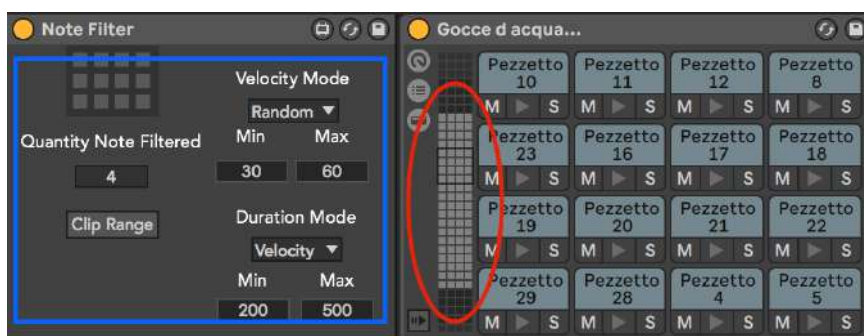 Note Filter
Velocity Mode
Random
Quantity Note Filtered
Min Max
4
30 60
Clip Range
Duration Mode
Velocity
Min Max
200 500
Gocce d acqua...
Pezzetto 10
Pezzetto 11
Pezzetto 12
Pezzetto 8
M S M S M S M S
Pezzetto 23
Pezzetto 16
Pezzetto 17
Pezzetto 18
M S M S M S M S
Pezzetto 19
Pezzetto 20
Pezzetto 21
Pezzetto 22
M S M S M S M S
Pezzetto 29
Pezzetto 28
Pezzetto 4
Pezzetto 5
M S M S M S M S